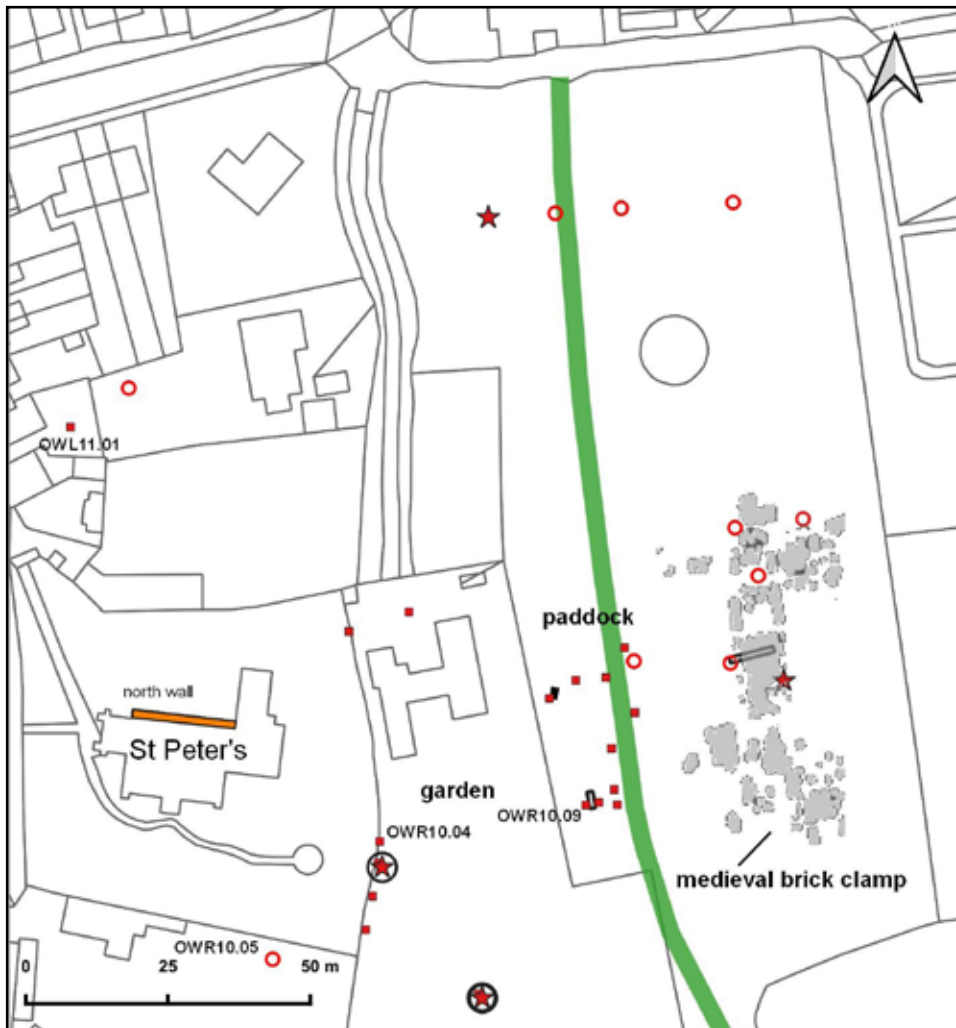 OWL11.01
paddock
north wall
St Peter's
garden
OWR10.09
OWR10.04
medieval brick clamp
OWR10.05
0 25 50 m